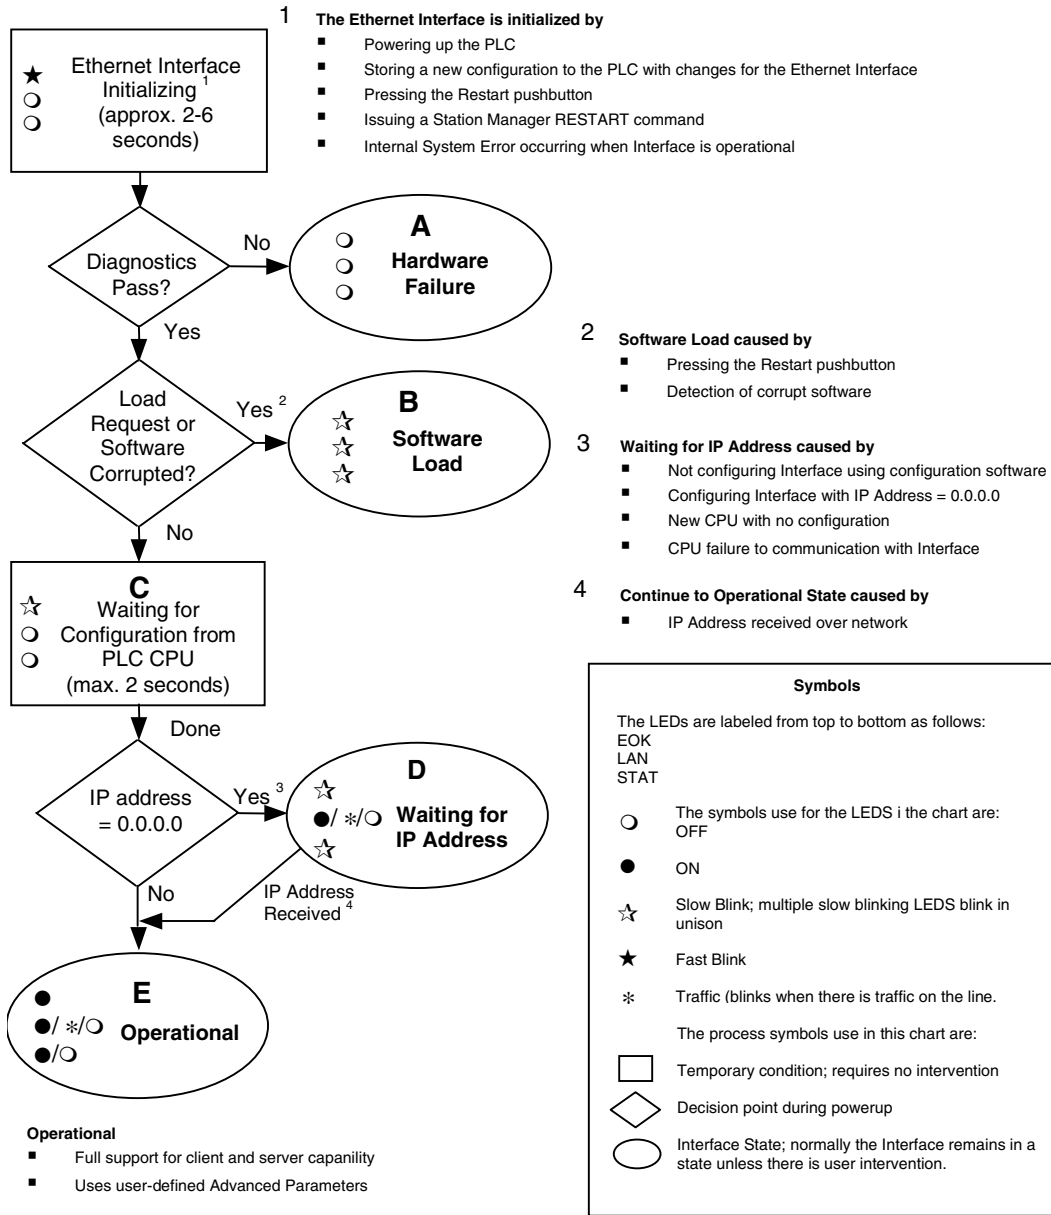 1 The Ethernet Interface is initialized by
■ Powering up the PLC
■ Storing a new configuration to the PLC with changes for the Ethernet Interface
■ Pressing the Restart pushbutton
■ Issuing a Station Manager RESTART command
■ Internal System Error occurring when Interface is operational
Ethernet Interface
Initializing 1
(approx. 2-6
seconds)
Diagnostics
Pass?
No
A
Hardware
Failure
Yes
2 Software Load caused by
■ Pressing the Restart pushbutton
■ Detection of corrupt software
Load
Request or
Software
Corrupted?
Yes 2
B
Software
Load
No
3 Waiting for IP Address caused by
■ Not configuring Interface using configuration software
■ Configuring Interface with IP Address = 0.0.0.0
■ New CPU with no configuration
■ CPU failure to communication with Interface
4 Continue to Operational State caused by
■ IP Address received over network
C
Waiting for
Configuration from
PLC CPU
(max. 2 seconds)
Done
IP address
= 0.0.0.0
Yes 3
D
Waiting for
IP Address
No
IP Address
Received 4
E
Operational
Operational
■ Full support for client and server capanility
■ Uses user-defined Advanced Parameters
Symbols
The LEDs are labeled from top to bottom as follows:
EOK
LAN
STAT
The symbols use for the LEDS i the chart are:
OFF
ON
Slow Blink; multiple slow blinking LEDS blink in
unison
Fast Blink
Traffic (blinks when there is traffic on the line.
The process symbols use in this chart are:
Temporary condition; requires no intervention
Decision point during powerup
Interface State; normally the Interface remains in a
state unless there is user intervention.